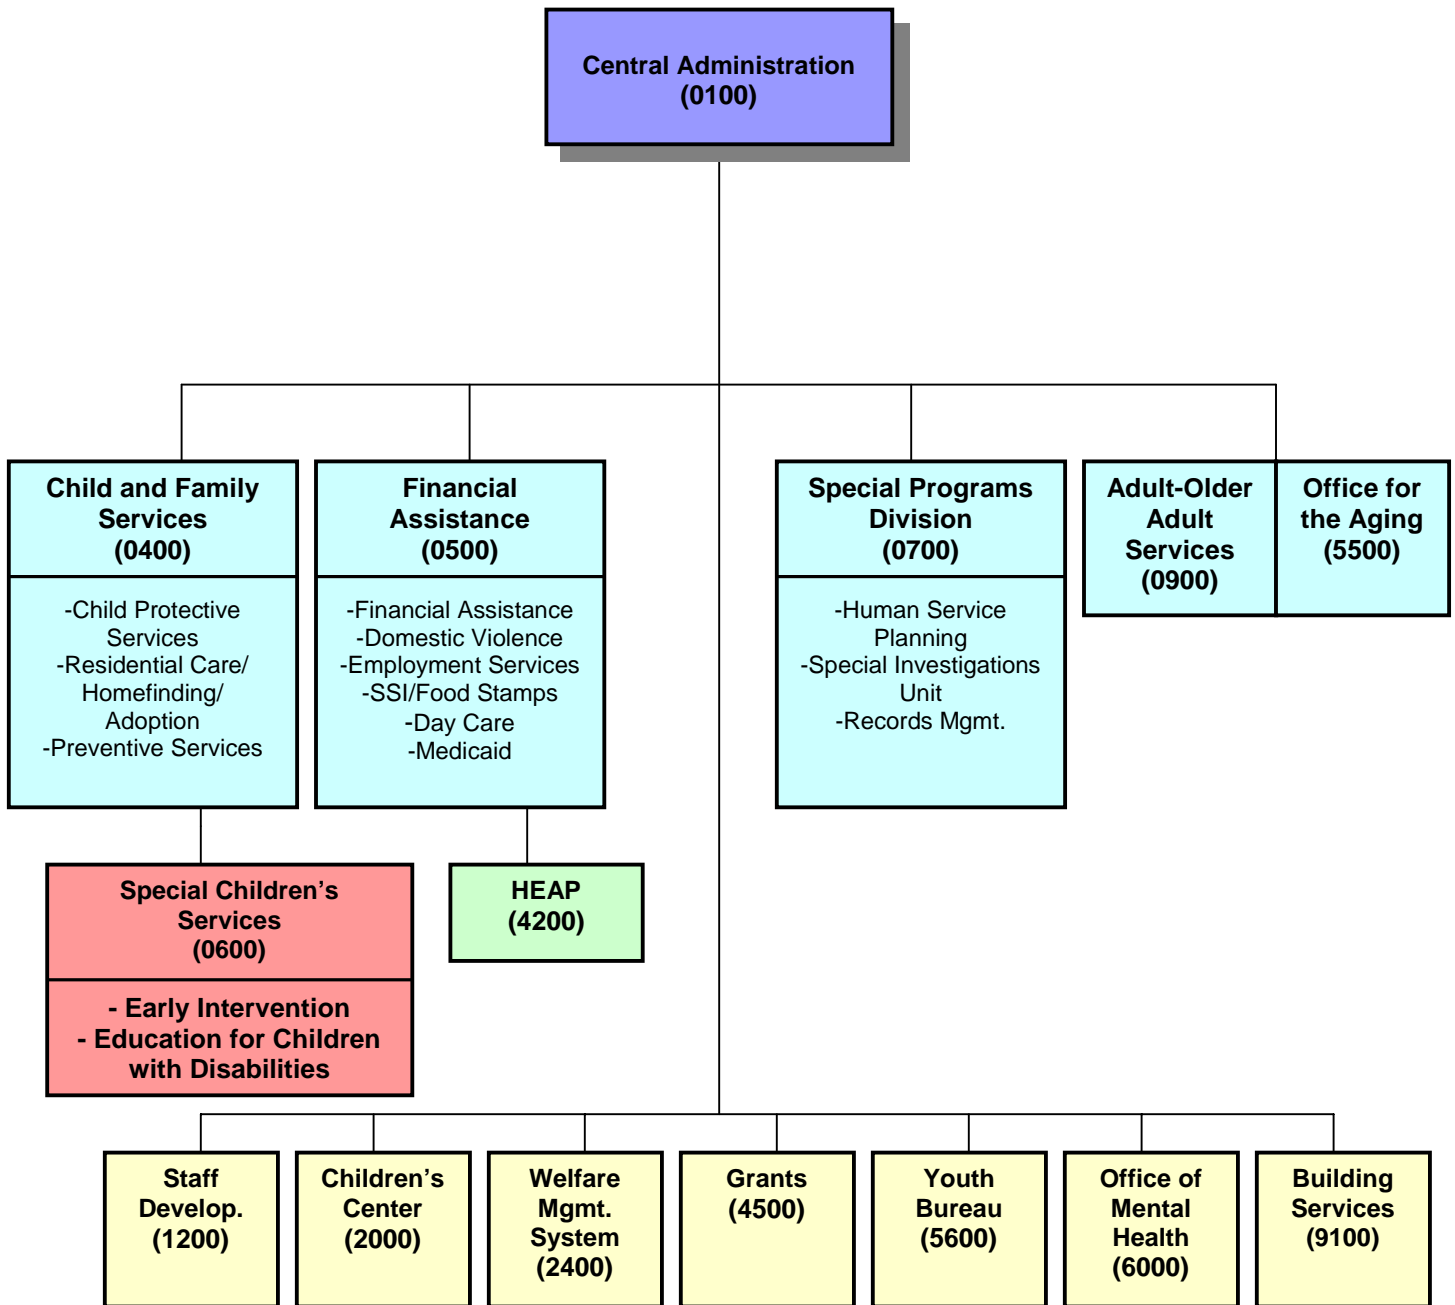 Central Administration
(0100)
Child and Family
Services
(0400)
-Child Protective
Services
-Residential Care/
Homefinding/
Adoption
-Preventive Services
Financial
Assistance
(0500)
-Financial Assistance
-Domestic Violence
-Employment Services
-SSI/Food Stamps
-Day Care
-Medicaid
Special Programs
Division
(0700)
-Human Service
Planning
-Special Investigations
Unit
-Records Mgmt.
Adult-Older
Adult
Services
(0900)
Office for
the Aging
(5500)
Special Children’s
Services
(0600)
- Early Intervention
- Education for Children
with Disabilities
HEAP
(4200)
Staff
Develop.
(1200)
Children’s
Center
(2000)
Welfare
Mgmt.
System
(2400)
Grants
(4500)
Youth
Bureau
(5600)
Office of
Mental
Health
(6000)
Building
Services
(9100)